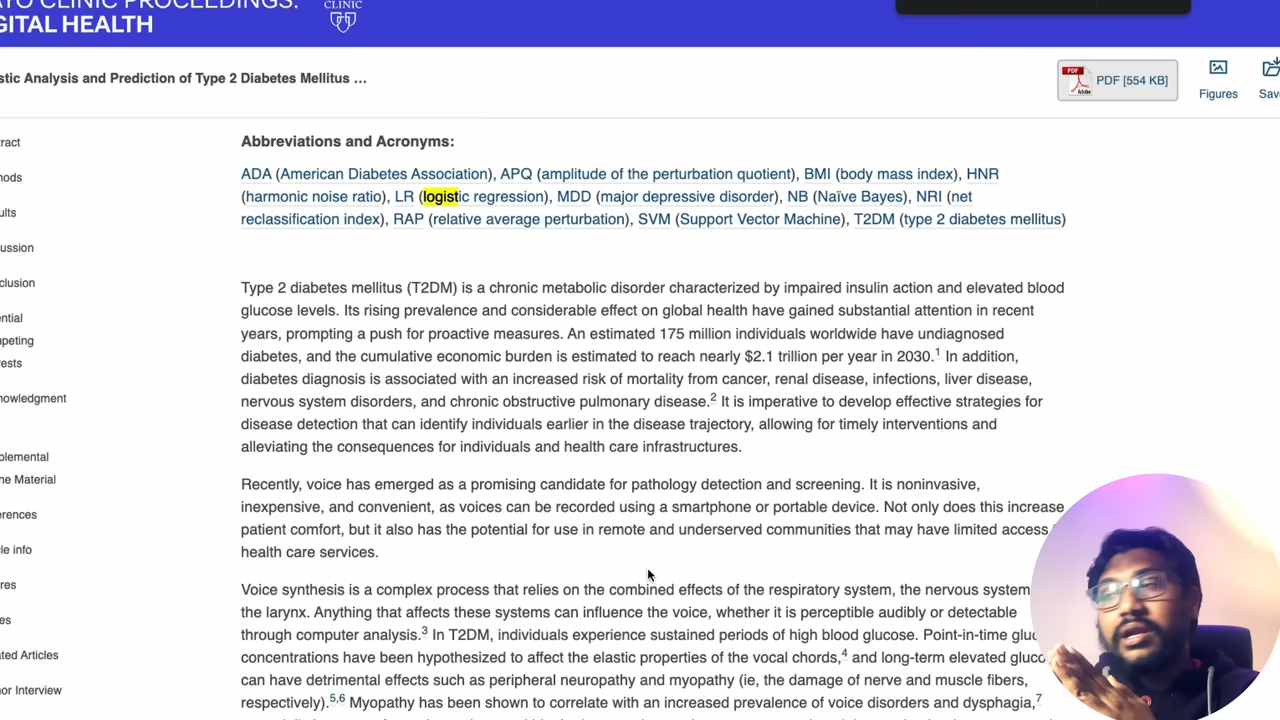 AYO CLINIC PROCEEDINGS:
CLINIC
GITAL HEALTH
stic Analysis and Prediction of Type 2 Diabetes Mellitus …
PDF
Adobe
PDF [554 KB]
Figures
Save
ract
hods
ults
ussion
clusion
ential
mpeting
rests
nowledgment
plemental
ne Material
erences
cle info
res
es
ated Articles
hor Interview
Abbreviations and Acronyms:
ADA (American Diabetes Association), APQ (amplitude of the perturbation quotient), BMI (body mass index), HNR
(harmonic noise ratio), LR (logistic regression), MDD (major depressive disorder), NB (Naïve Bayes), NRI (net
reclassification index), RAP (relative average perturbation), SVM (Support Vector Machine), T2DM (type 2 diabetes mellitus)
Type 2 diabetes mellitus (T2DM) is a chronic metabolic disorder characterized by impaired insulin action and elevated blood
glucose levels. Its rising prevalence and considerable effect on global health have gained substantial attention in recent
years, prompting a push for proactive measures. An estimated 175 million individuals worldwide have undiagnosed
diabetes, and the cumulative economic burden is estimated to reach nearly $2.1 trillion per year in 2030.1 In addition,
diabetes diagnosis is associated with an increased risk of mortality from cancer, renal disease, infections, liver disease,
nervous system disorders, and chronic obstructive pulmonary disease.2 It is imperative to develop effective strategies for
disease detection that can identify individuals earlier in the disease trajectory, allowing for timely interventions and
alleviating the consequences for individuals and health care infrastructures.
Recently, voice has emerged as a promising candidate for pathology detection and screening. It is noninvasive,
inexpensive, and convenient, as voices can be recorded using a smartphone or portable device. Not only does this increase
patient comfort, but it also has the potential for use in remote and underserved communities that may have limited access
health care services.
Voice synthesis is a complex process that relies on the combined effects of the respiratory system, the nervous system
the larynx. Anything that affects these systems can influence the voice, whether it is perceptible audibly or detectable
through computer analysis.3 In T2DM, individuals experience sustained periods of high blood glucose. Point-in-time gluc
concentrations have been hypothesized to affect the elastic properties of the vocal chords,4 and long-term elevated gluco
can have detrimental effects such as peripheral neuropathy and myopathy (ie, the damage of nerve and muscle fibers,
respectively).5,6 Myopathy has been shown to correlate with an increased prevalence of voice disorders and dysphagia,7